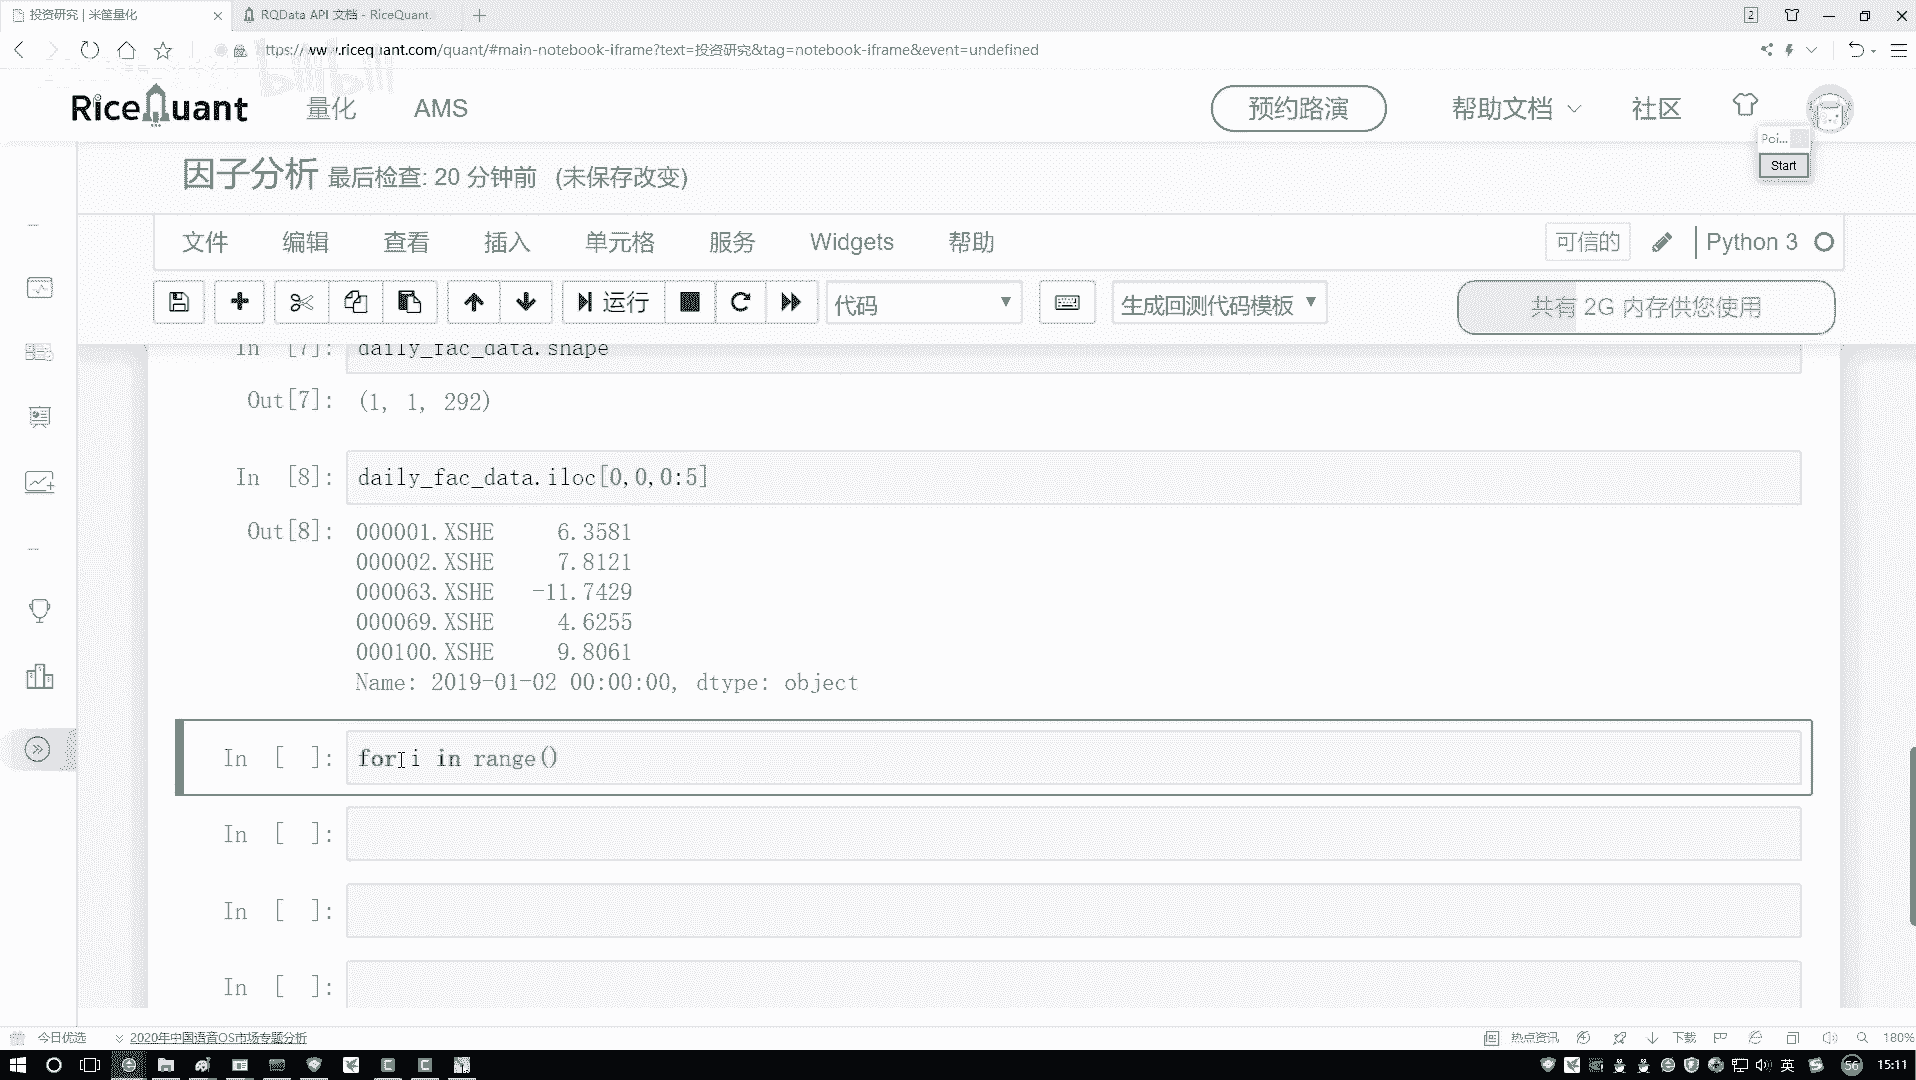 投资研究 | 米筐量化
RQData API 文档 - RiceQuant
2
https://www.ricequant.com/quant/#main-notebook-iframe?text=投资研究&tag=notebook-iframe&event=undefined
RiceQuant
量化
AMS
预约路演
帮助文档
社区
Poi...
Start
因子分析 最后检查: 20 分钟前 (未保存改变)
文件 编辑 查看 插入 单元格 服务 Widgets 帮助
可信的
Python 3
运行
代码
生成回测代码模板
共有 2G 内存供您使用
In [7]: daily_fac_data.shape
Out[7]: (1, 1, 292)
In [8]: daily_fac_data.iloc[0,0,0:5]
Out[8]: 000001.XSHE 6.3581
000002.XSHE 7.8121
000063.XSHE -11.7429
000069.XSHE 4.6255
000100.XSHE 9.8061
Name: 2019-01-02 00:00:00, dtype: object
In [ ]: for i in range()
In [ ]:
In [ ]:
In [ ]:
今日优选
2020年中国语音OS市场专题分析
热点资讯
下载
180%
英
56
15:11